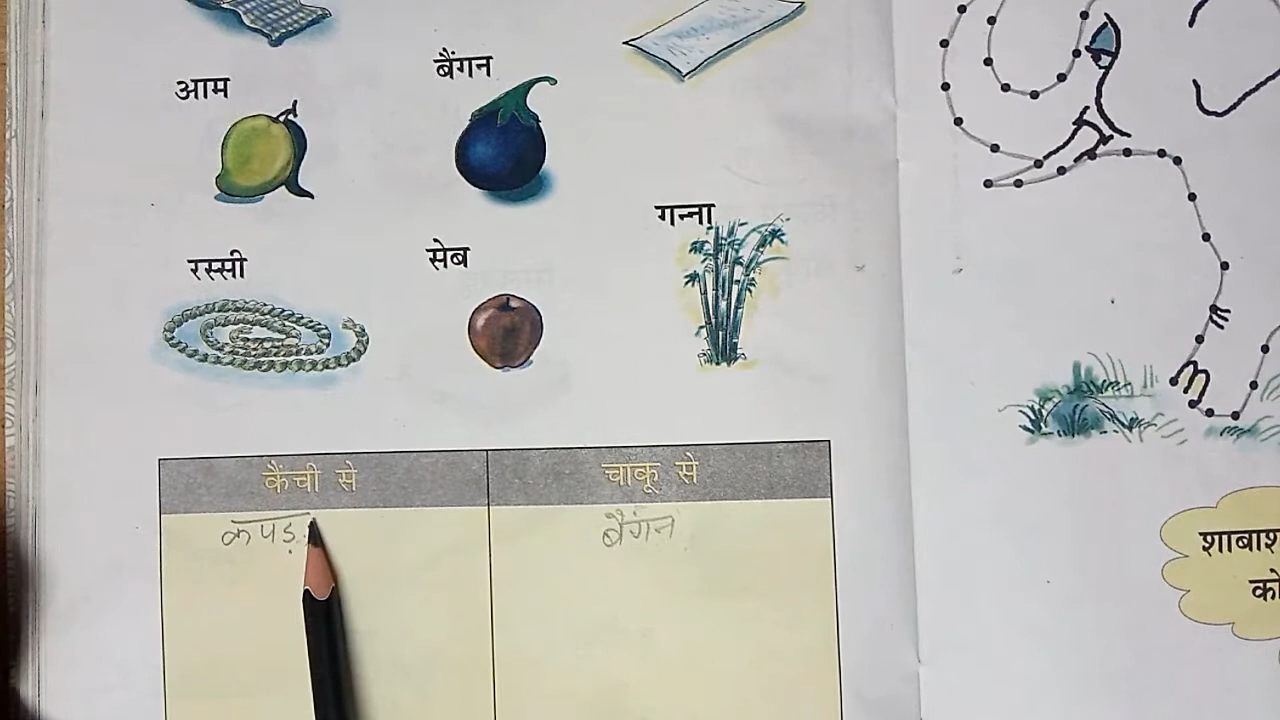 बैंगन
आम
गन्ना
सेब
रस्सी
कैंची से
चाकू से
कपड़
बैंगन
शाबाश
को